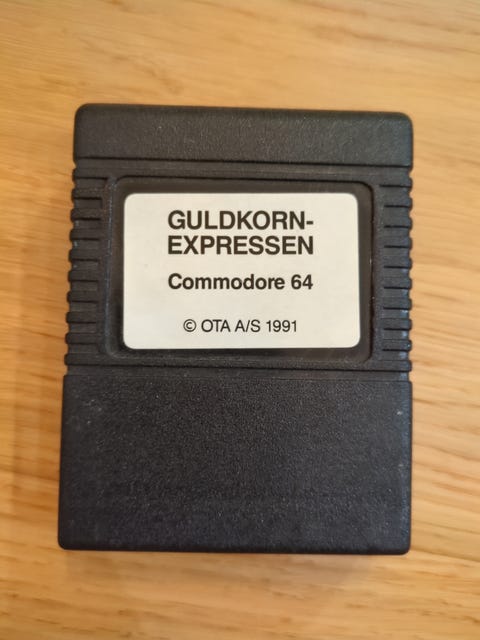 GULDKORN-
EXPRESSEN
Commodore 64
© OTA A/S 1991